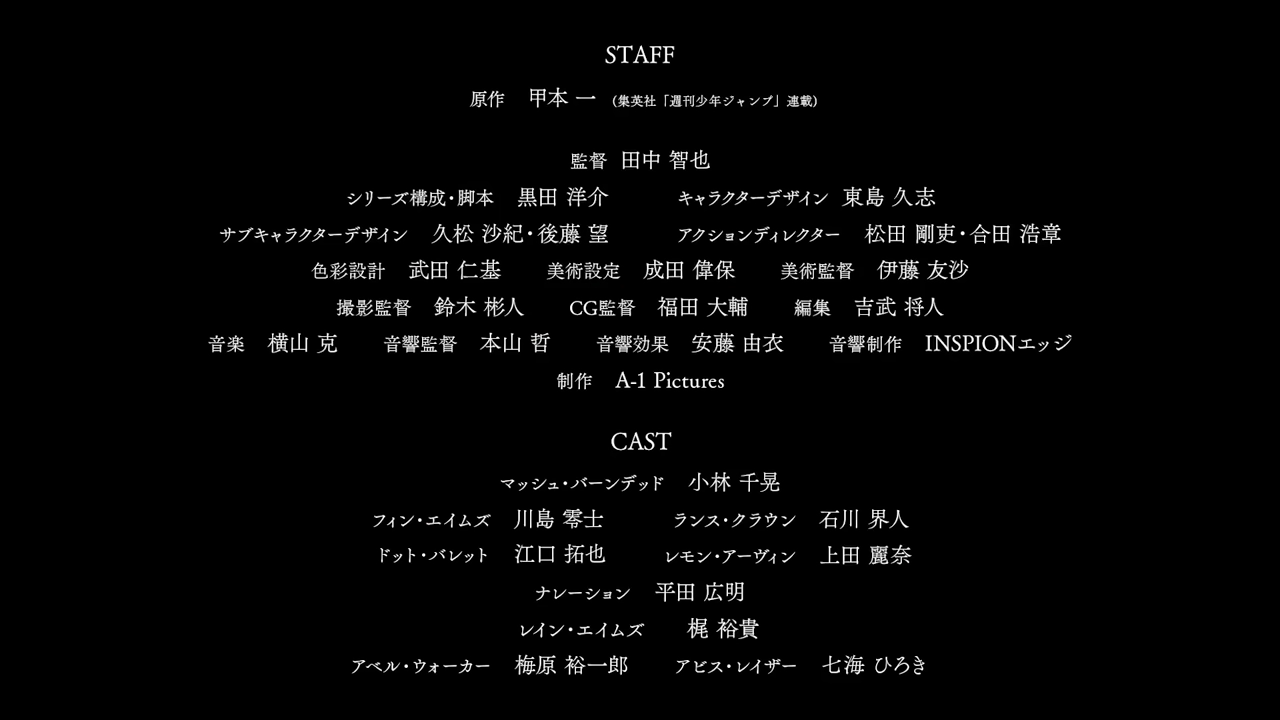 STAFF
原作 甲本 一 (集英社「週刊少年ジャンプ」連載)
監督 田中 智也
シリーズ構成・脚本 黒田 洋介 キャラクターデザイン 東島 久志
サブキャラクターデザイン 久松 沙紀・後藤 望 アクションディレクター 松田 剛吏・合田 浩章
色彩設計 武田 仁基 美術設定 成田 偉保 美術監督 伊藤 友沙
撮影監督 鈴木 彬人 CG監督 福田 大輔 編集 吉武 将人
音楽 横山 克 音響監督 本山 哲 音響効果 安藤 由衣 音響制作 INSPIONエッジ
制作 A-1 Pictures
CAST
マッシュ・バーンデッド 小林 千晃
フィン・エイムズ 川島 零士 ランス・クラウン 石川 界人
ドット・バレット 江口 拓也 レモン・アーヴィン 上田 麗奈
ナレーション 平田 広明
レイン・エイムズ 梶 裕貴
アベル・ウォーカー 梅原 裕一郎 アビス・レイザー 七海 ひろき